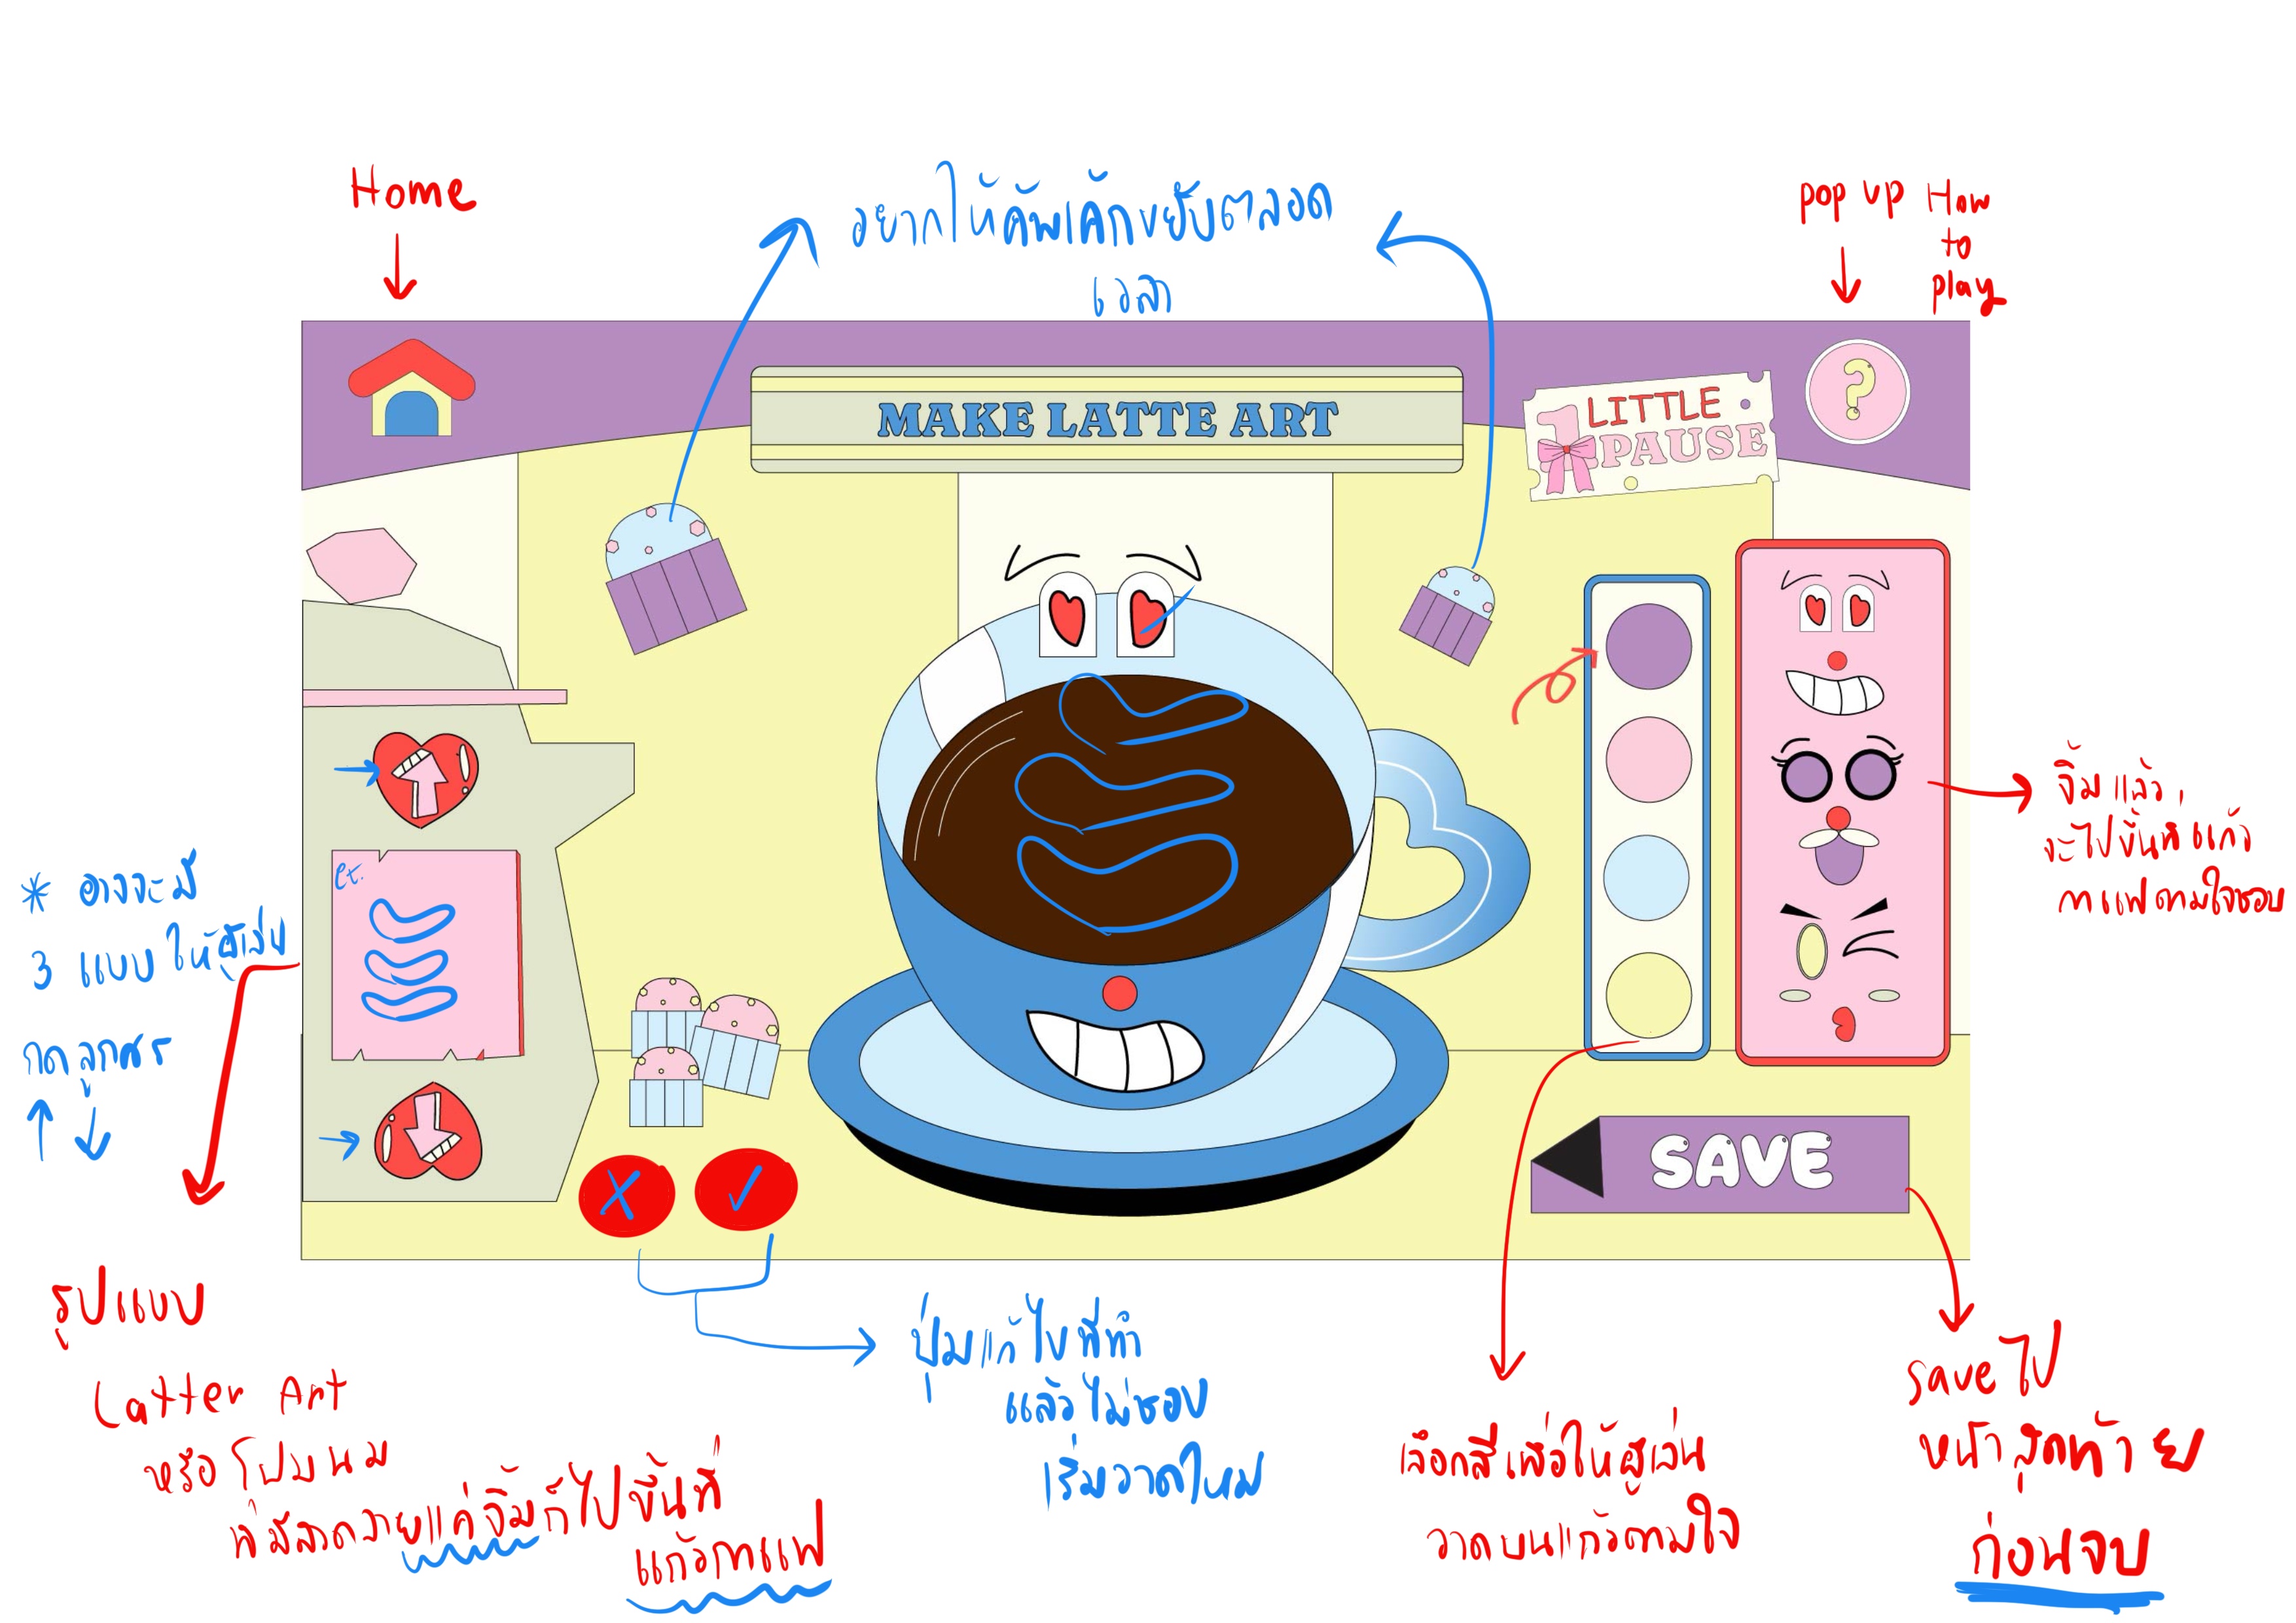 Home
อยากให้คัพเค้กขยับตลอด
เวลา
pop up How
to
play
MAKE LATTE ART
1 LITTLE
PAUSE
?
จิ้มแล้ว
จะไปขึ้นที่แก้ว
กาแฟตามใจชอบ
* อาจจะมี
3 แบบ ให้ผู้เล่น
กดลูกศร
↑ ↓
ex.
X ✓
SAVE
รูปแบบ
Latter Art
หรือโฟมนม
ที่มีลวดลายแค่จิ้มก็ไปขึ้นที่
แก้วกาแฟ
ปุ่มแก้ไขที่ทำ
แล้วไม่ชอบ
เริ่มวาดใหม่
เลือกสีเพื่อให้ผู้เล่น
วาดบนแก้วตามใจ
save ไป
หน้าสุดท้าย
ก่อนจบ